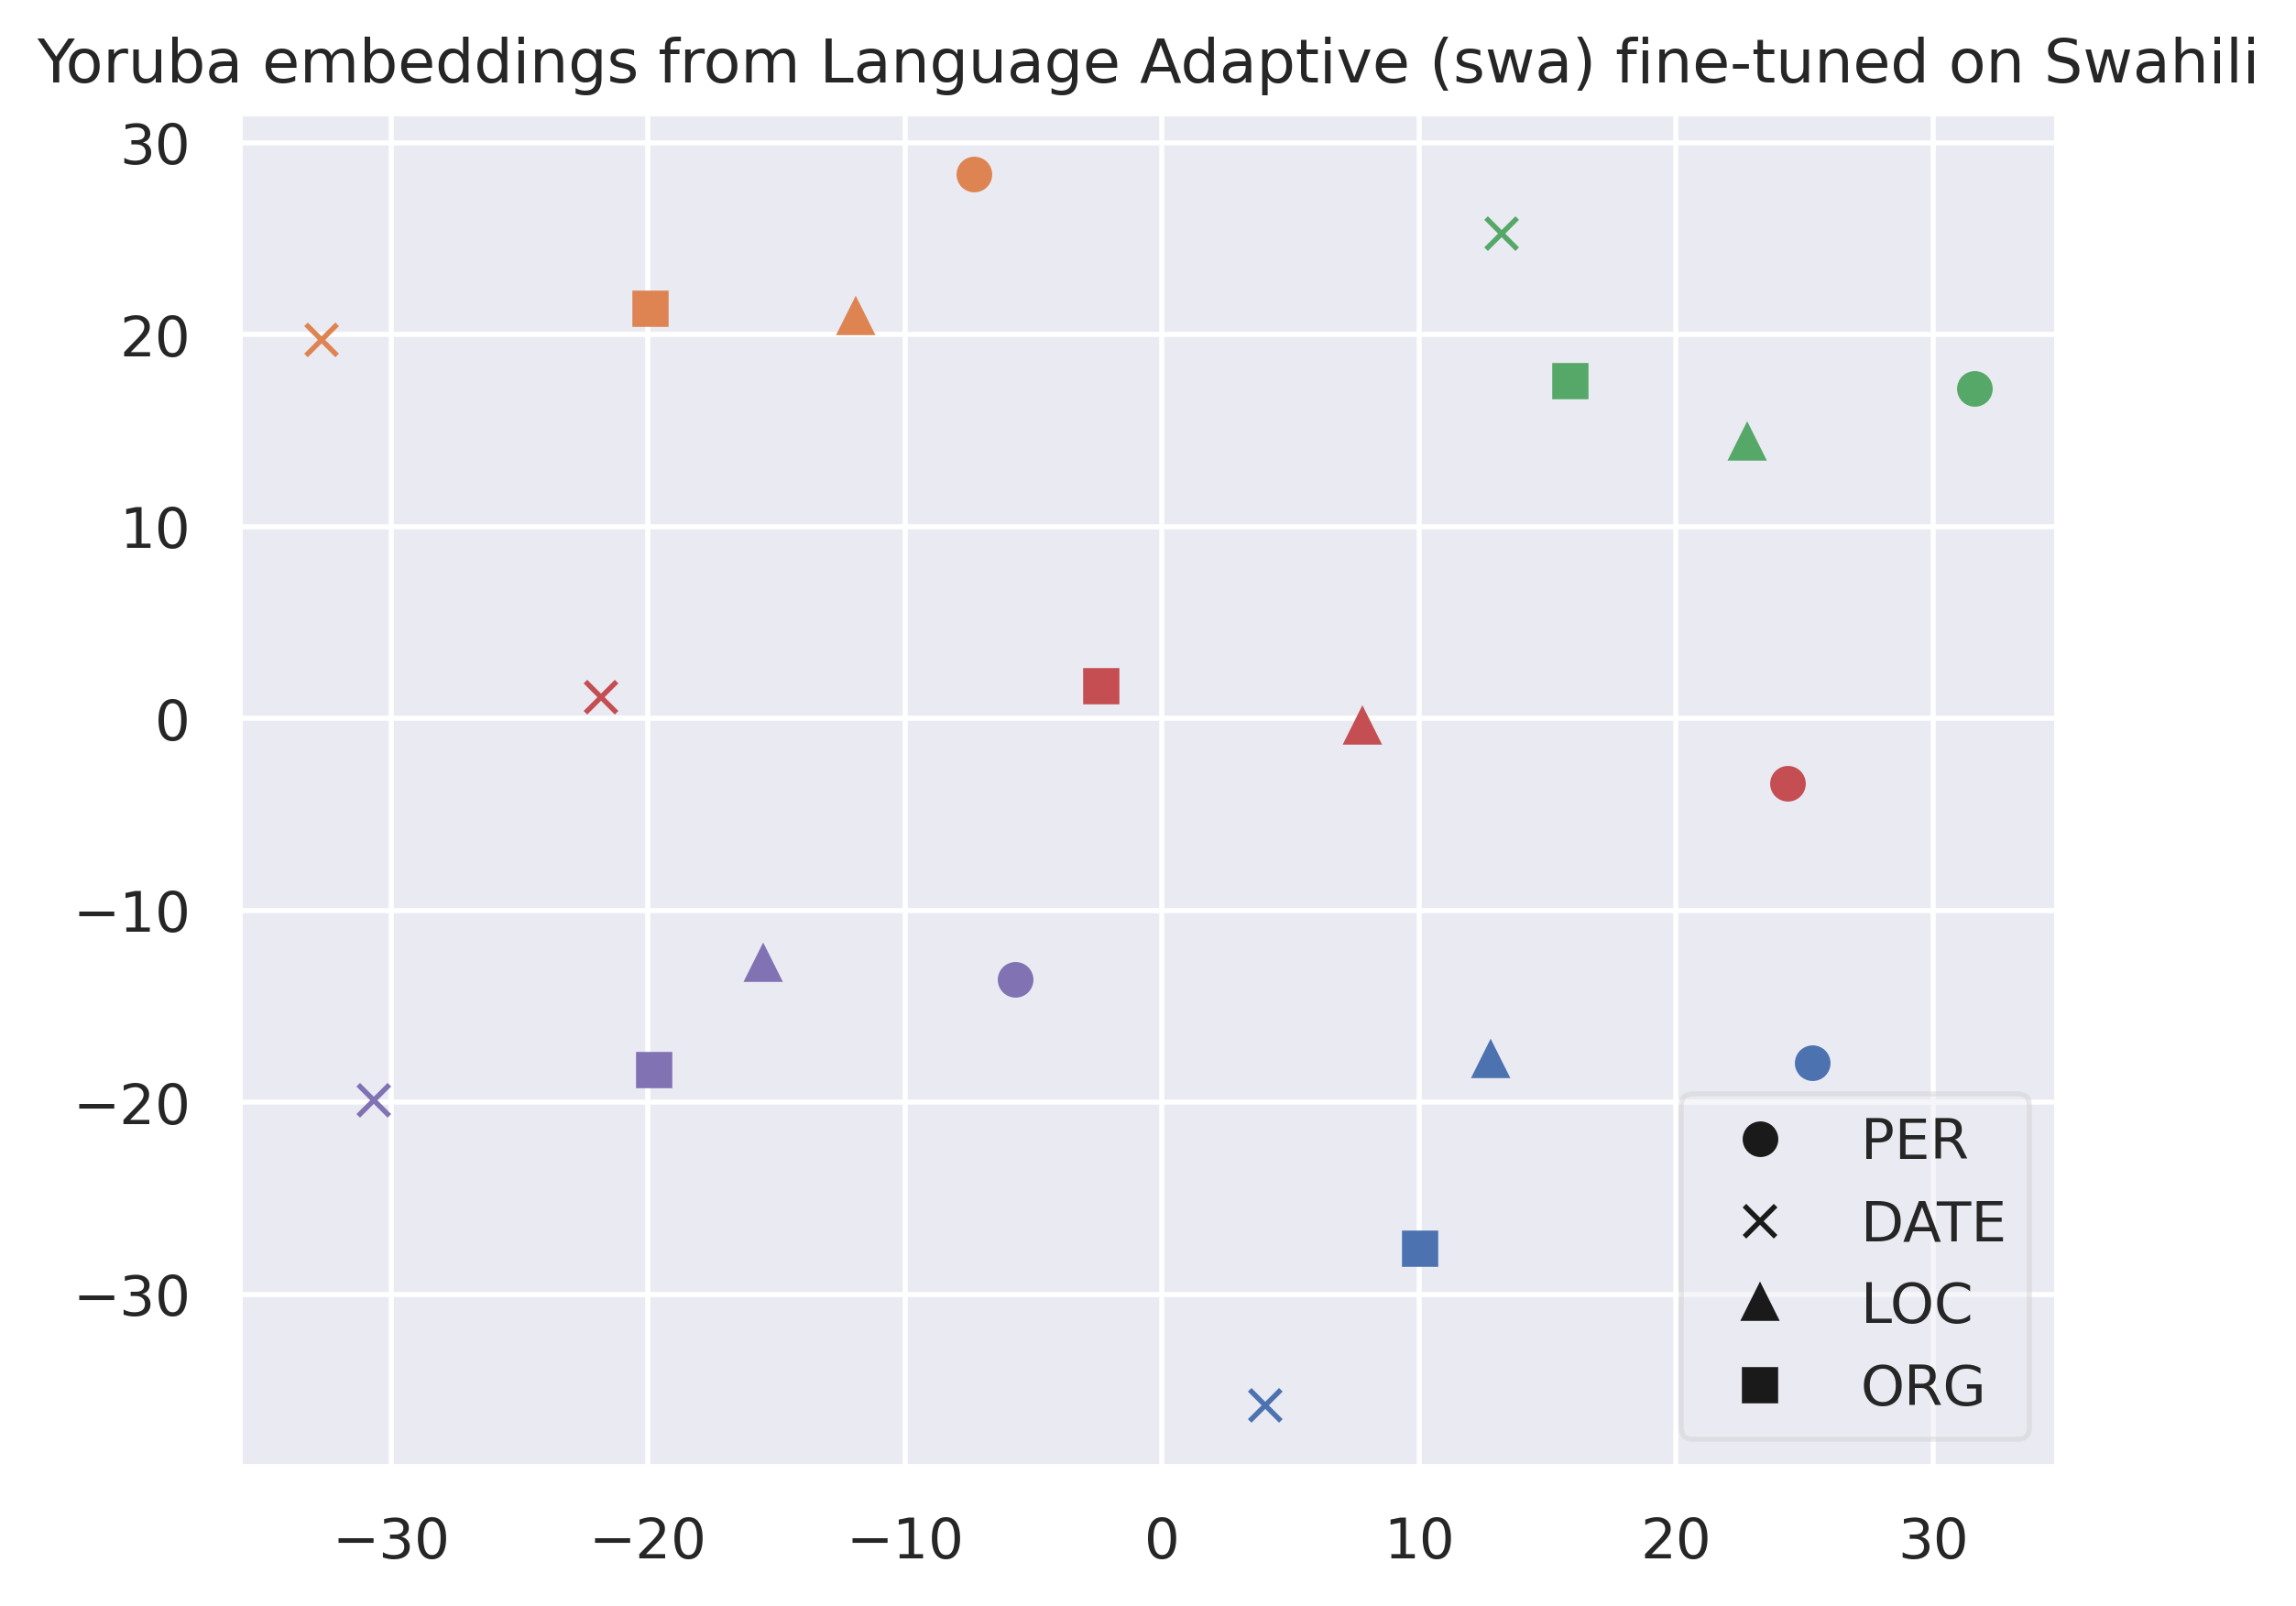 Yoruba embeddings from Language Adaptive (swa) fine-tuned on Swahili
30
20
10
0
−10
−20
−30
PER
DATE
LOC
ORG
−30 −20 −10 0 10 20 30